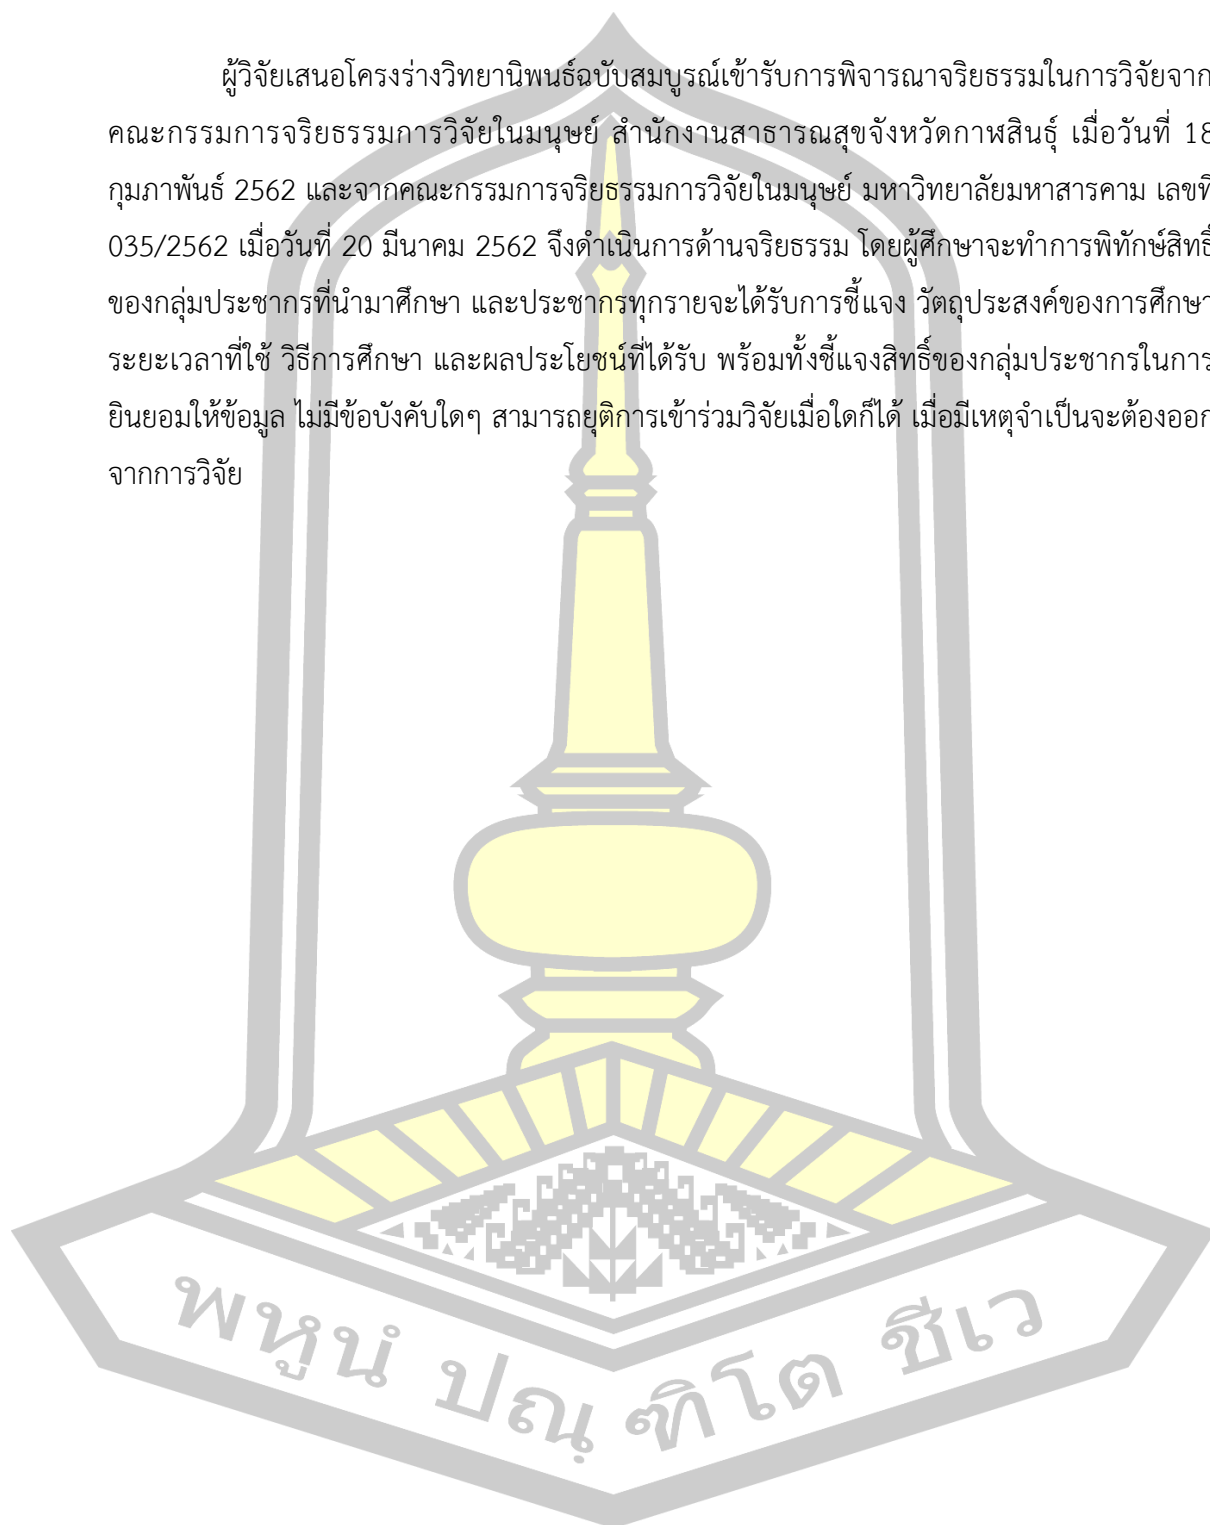 ผู้วิจัยเสนอโครงร่างวิทยานิพนธ์ฉบับสมบูรณ์เข้ารับการพิจารณาจริยธรรมในการวิจัยจาก
คณะกรรมการจริยธรรมการวิจัยในมนุษย์ สำนักงานสาธารณสุขจังหวัดกาฬสินธุ์ เมื่อวันที่ 18
กุมภาพันธ์ 2562 และจากคณะกรรมการจริยธรรมการวิจัยในมนุษย์ มหาวิทยาลัยมหาสารคาม เลขที่
035/2562 เมื่อวันที่ 20 มีนาคม 2562 จึงดำเนินการด้านจริยธรรม โดยผู้ศึกษาจะทำการพิทักษ์สิทธิ์
ของกลุ่มประชากรที่นำมาศึกษา และประชากรทุกรายจะได้รับการชี้แจง วัตถุประสงค์ของการศึกษา
ระยะเวลาที่ใช้ วิธีการศึกษา และผลประโยชน์ที่ได้รับ พร้อมทั้งชี้แจงสิทธิ์ของกลุ่มประชากรในการ
ยินยอมให้ข้อมูล ไม่มีข้อบังคับใดๆ สามารถยุติการเข้าร่วมวิจัยเมื่อใดก็ได้ เมื่อมีเหตุจำเป็นจะต้องออก
จากการวิจัย
พหูนํ ปณฺ ฑิโต ชีเว